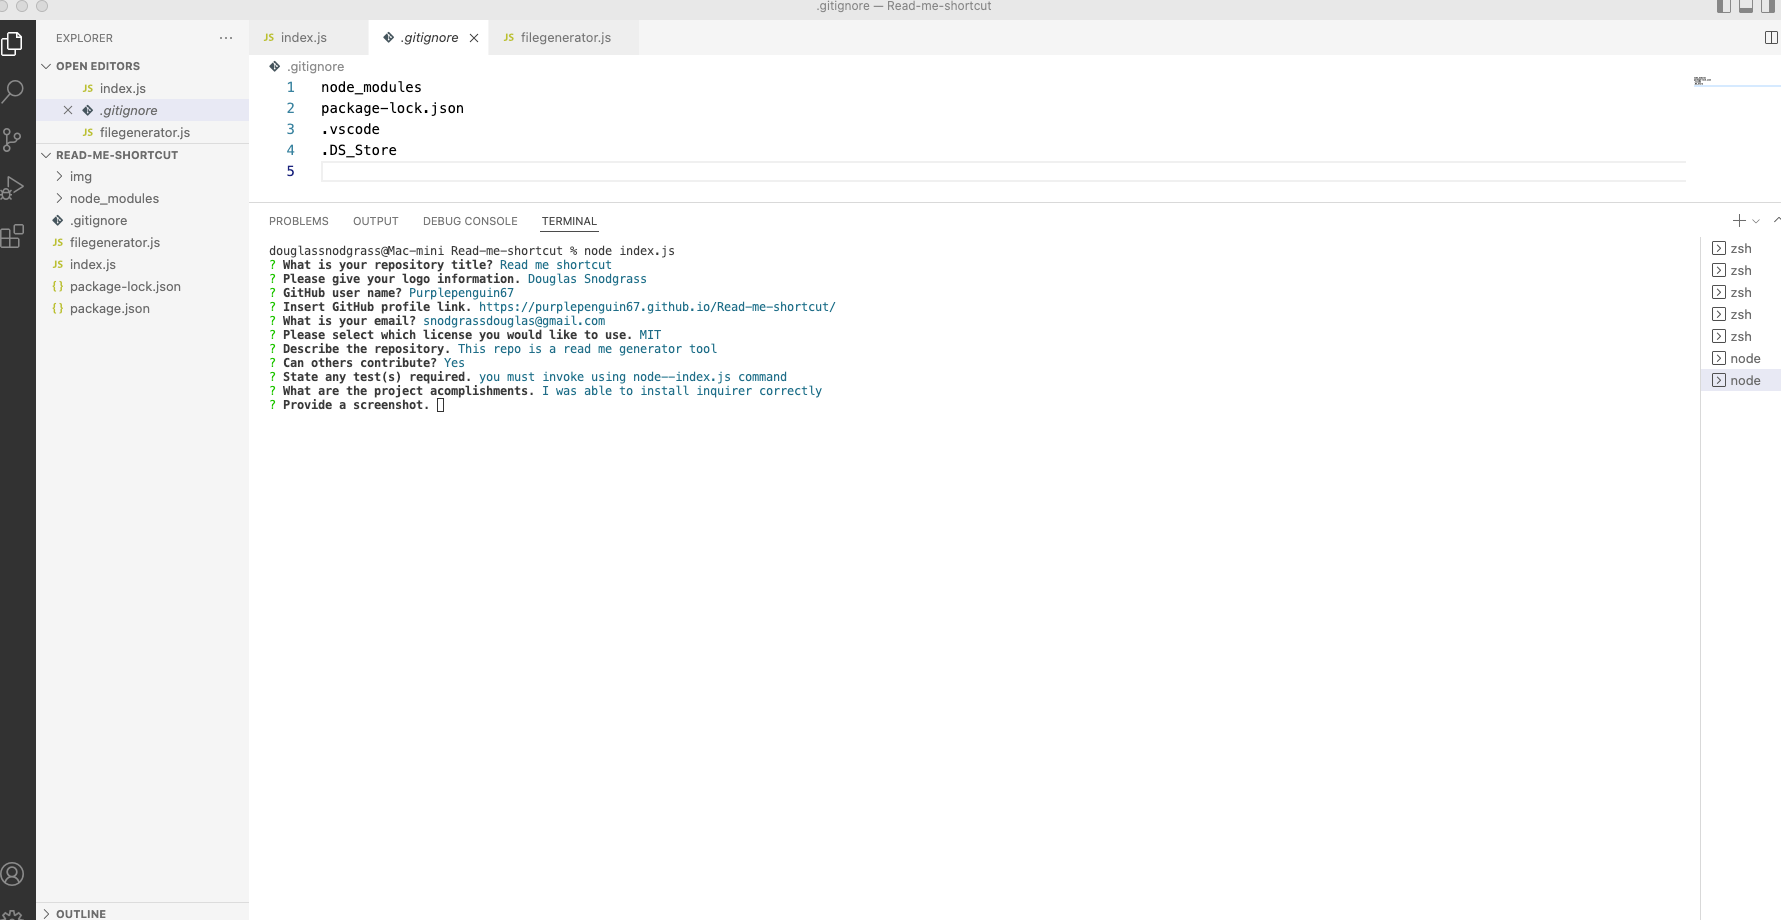 .gitignore — Read-me-shortcut
EXPLORER
OPEN EDITORS
JS index.js
.gitignore
JS filegenerator.js
READ-ME-SHORTCUT
img
node_modules
.gitignore
JS filegenerator.js
JS index.js
{} package-lock.json
{} package.json
OUTLINE
JS index.js
.gitignore
JS filegenerator.js
.gitignore
1 node_modules
2 package-lock.json
3 .vscode
4 .DS_Store
5
PROBLEMS OUTPUT DEBUG CONSOLE TERMINAL
douglassnodgrass@Mac-mini Read-me-shortcut % node index.js
? What is your repository title? Read me shortcut
? Please give your logo information. Douglas Snodgrass
? GitHub user name? Purplepenguin67
? Insert GitHub profile link. https://purplepenguin67.github.io/Read-me-shortcut/
? What is your email? snodgrassdouglas@gmail.com
? Please select which license you would like to use. MIT
? Describe the repository. This repo is a read me generator tool
? Can others contribute? Yes
? State any test(s) required. you must invoke using node--index.js command
? What are the project acomplishments. I was able to install inquirer correctly
? Provide a screenshot.
zsh
zsh
zsh
zsh
zsh
node
node